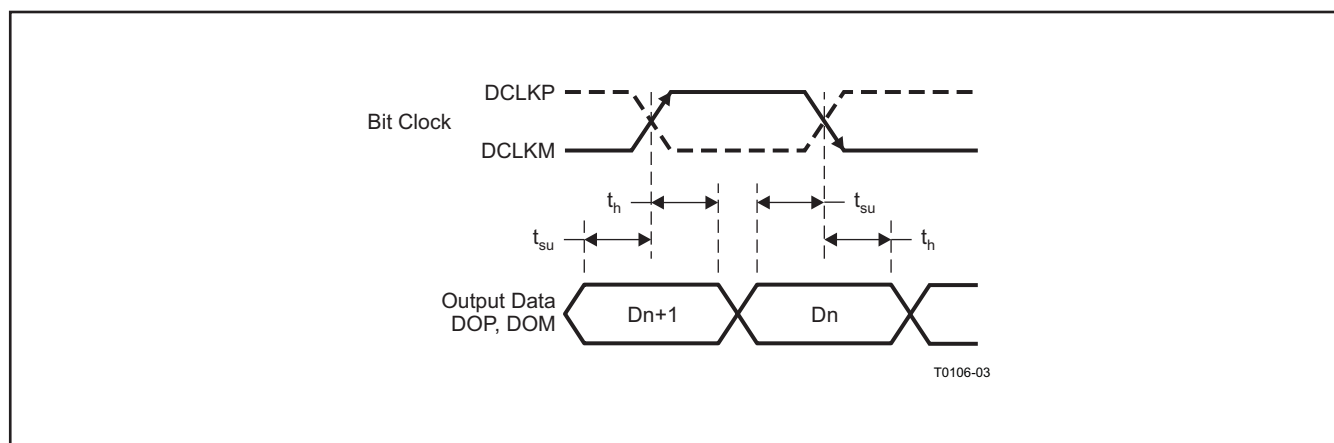 DCLKP
Bit Clock
DCLKM
t_h
t_su
t_su
t_h
Output Data
DOP, DOM
Dn+1
Dn
T0106-03